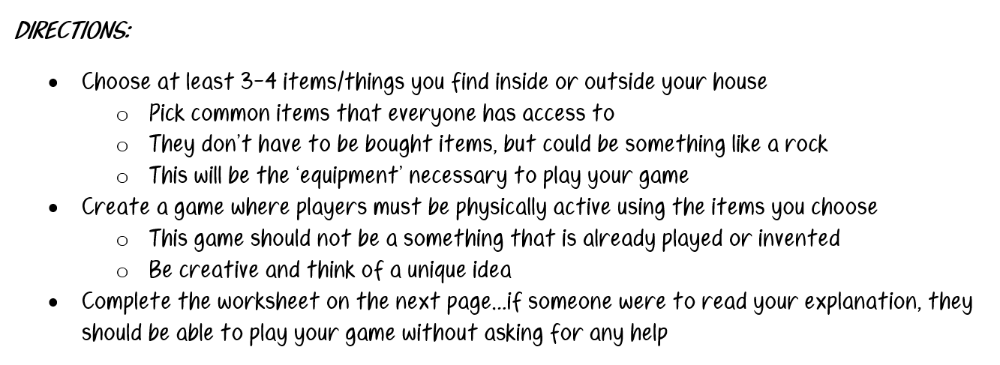 DIRECTIONS:
• Choose at least 3-4 items/things you find inside or outside your house
o Pick common items that everyone has access to
o They don't have to be bought items, but could be something like a rock
o This will be the 'equipment' necessary to play your game
• Create a game where players must be physically active using the items you choose
o This game should not be a something that is already played or invented
o Be creative and think of a unique idea
• Complete the worksheet on the next page...if someone were to read your explanation, they
should be able to play your game without asking for any help